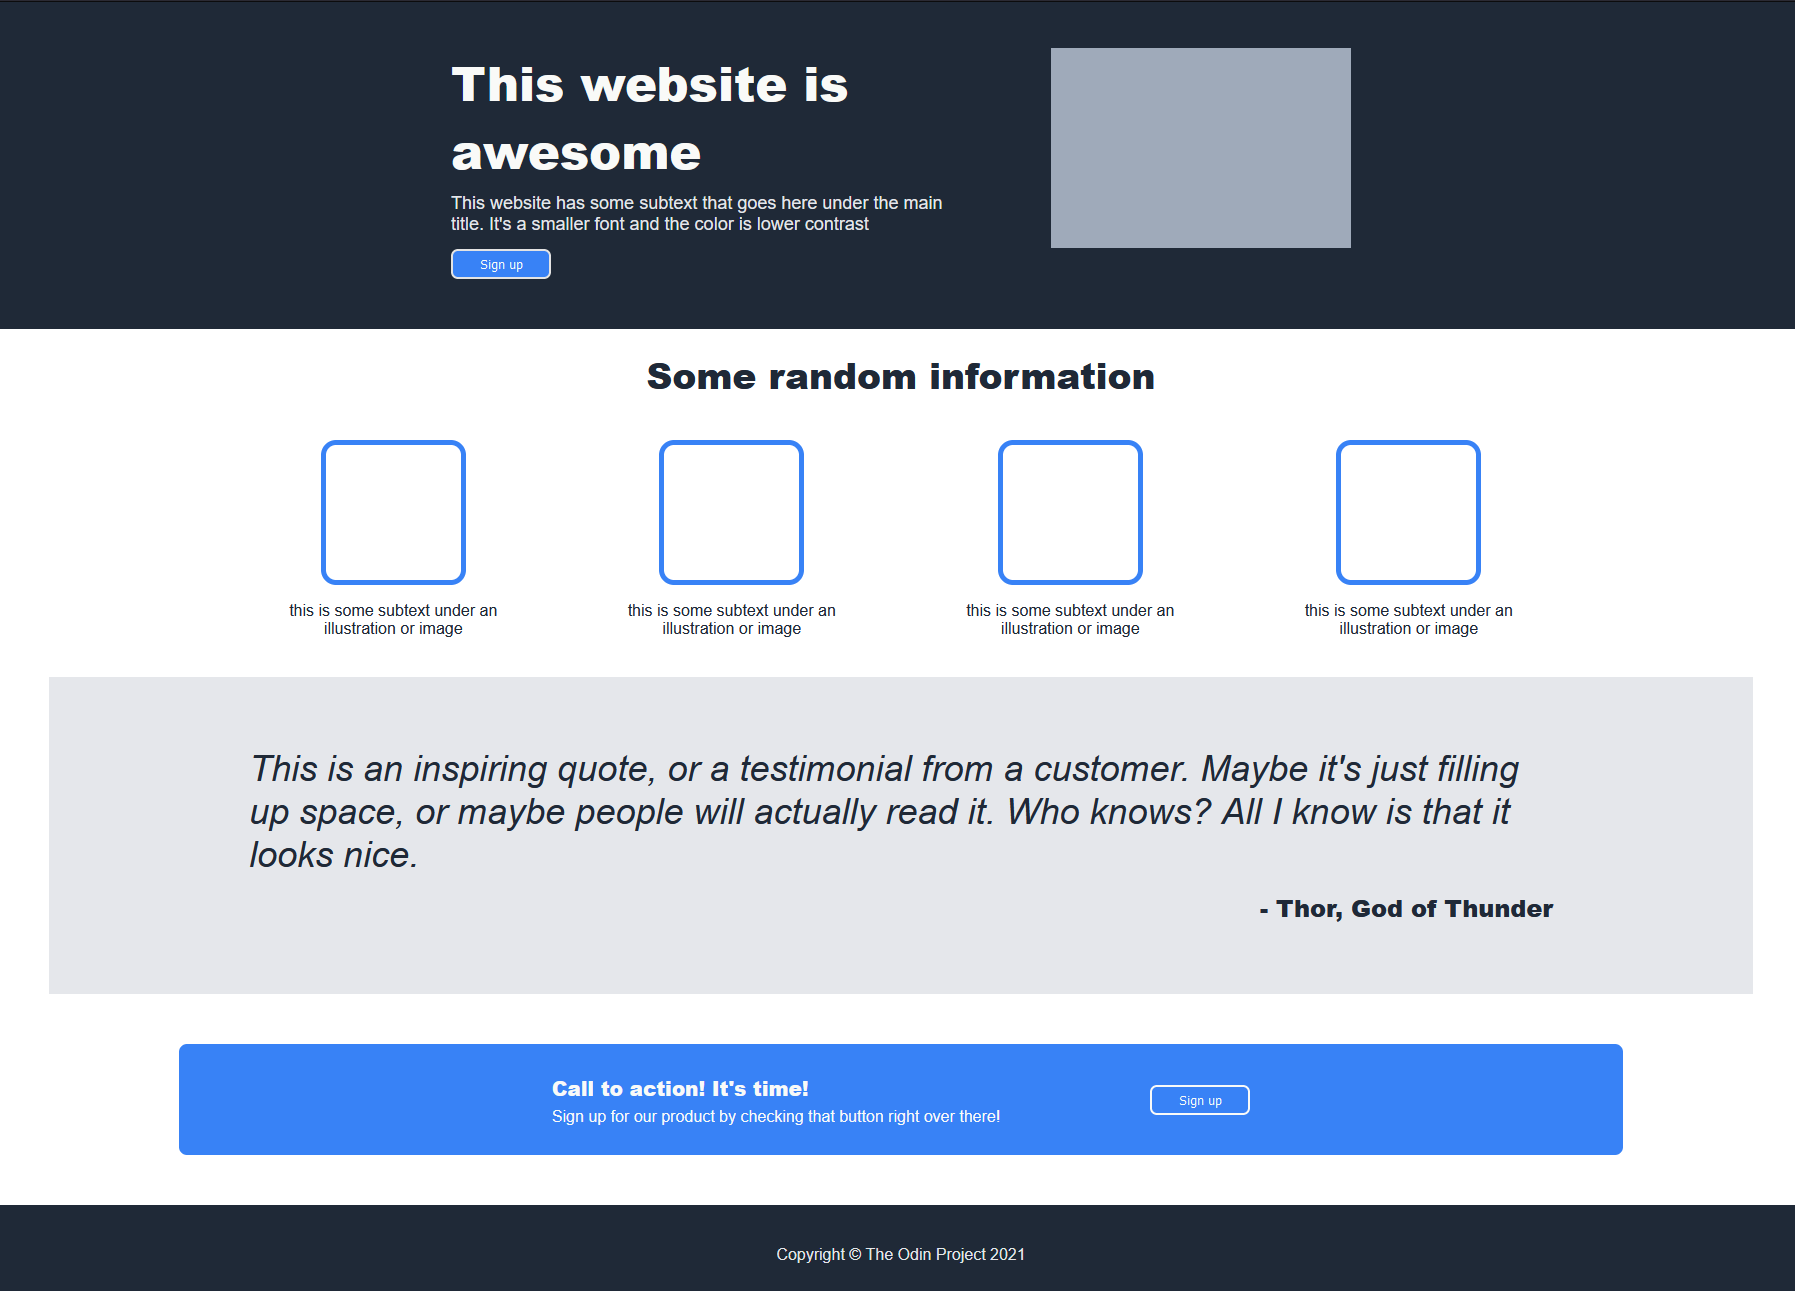 This website is
awesome
This website has some subtext that goes here under the main
title. It's a smaller font and the color is lower contrast
Sign up
Some random information
this is some subtext under an
illustration or image
this is some subtext under an
illustration or image
this is some subtext under an
illustration or image
this is some subtext under an
illustration or image
This is an inspiring quote, or a testimonial from a customer. Maybe it's just filling
up space, or maybe people will actually read it. Who knows? All I know is that it
looks nice.
- Thor, God of Thunder
Call to action! It's time!
Sign up for our product by checking that button right over there!
Sign up
Copyright © The Odin Project 2021